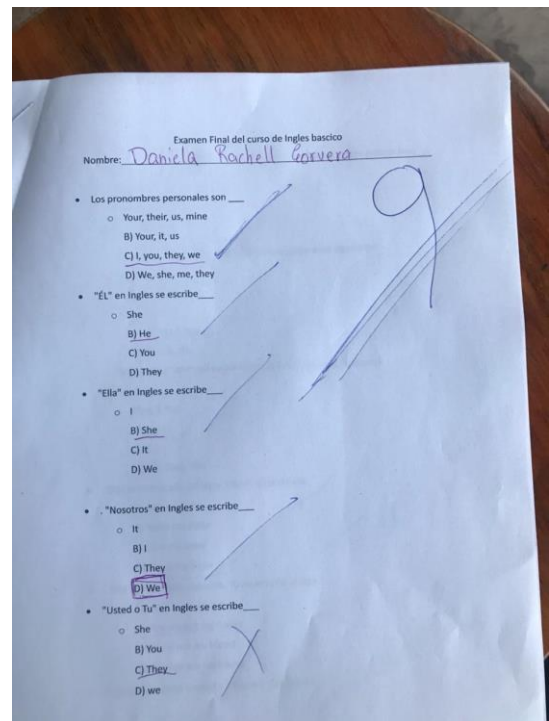 Examen Final del curso de Ingles bascico
Nombre: Daniela Rachell Corvera
• Los pronombres personales son ___
o Your, their, us, mine
B) Your, it, us
C) I, you, they, we
D) We, she, me, they
• "ÉL" en Ingles se escribe___
o She
B) He
C) You
D) They
• "Ella" en Ingles se escribe___
o I
B) She
C) It
D) We
• . "Nosotros" en Ingles se escribe___
o It
B) I
C) They
D) We
• "Usted o Tu" en Ingles se escribe___
o She
B) You
C) They
D) we
9